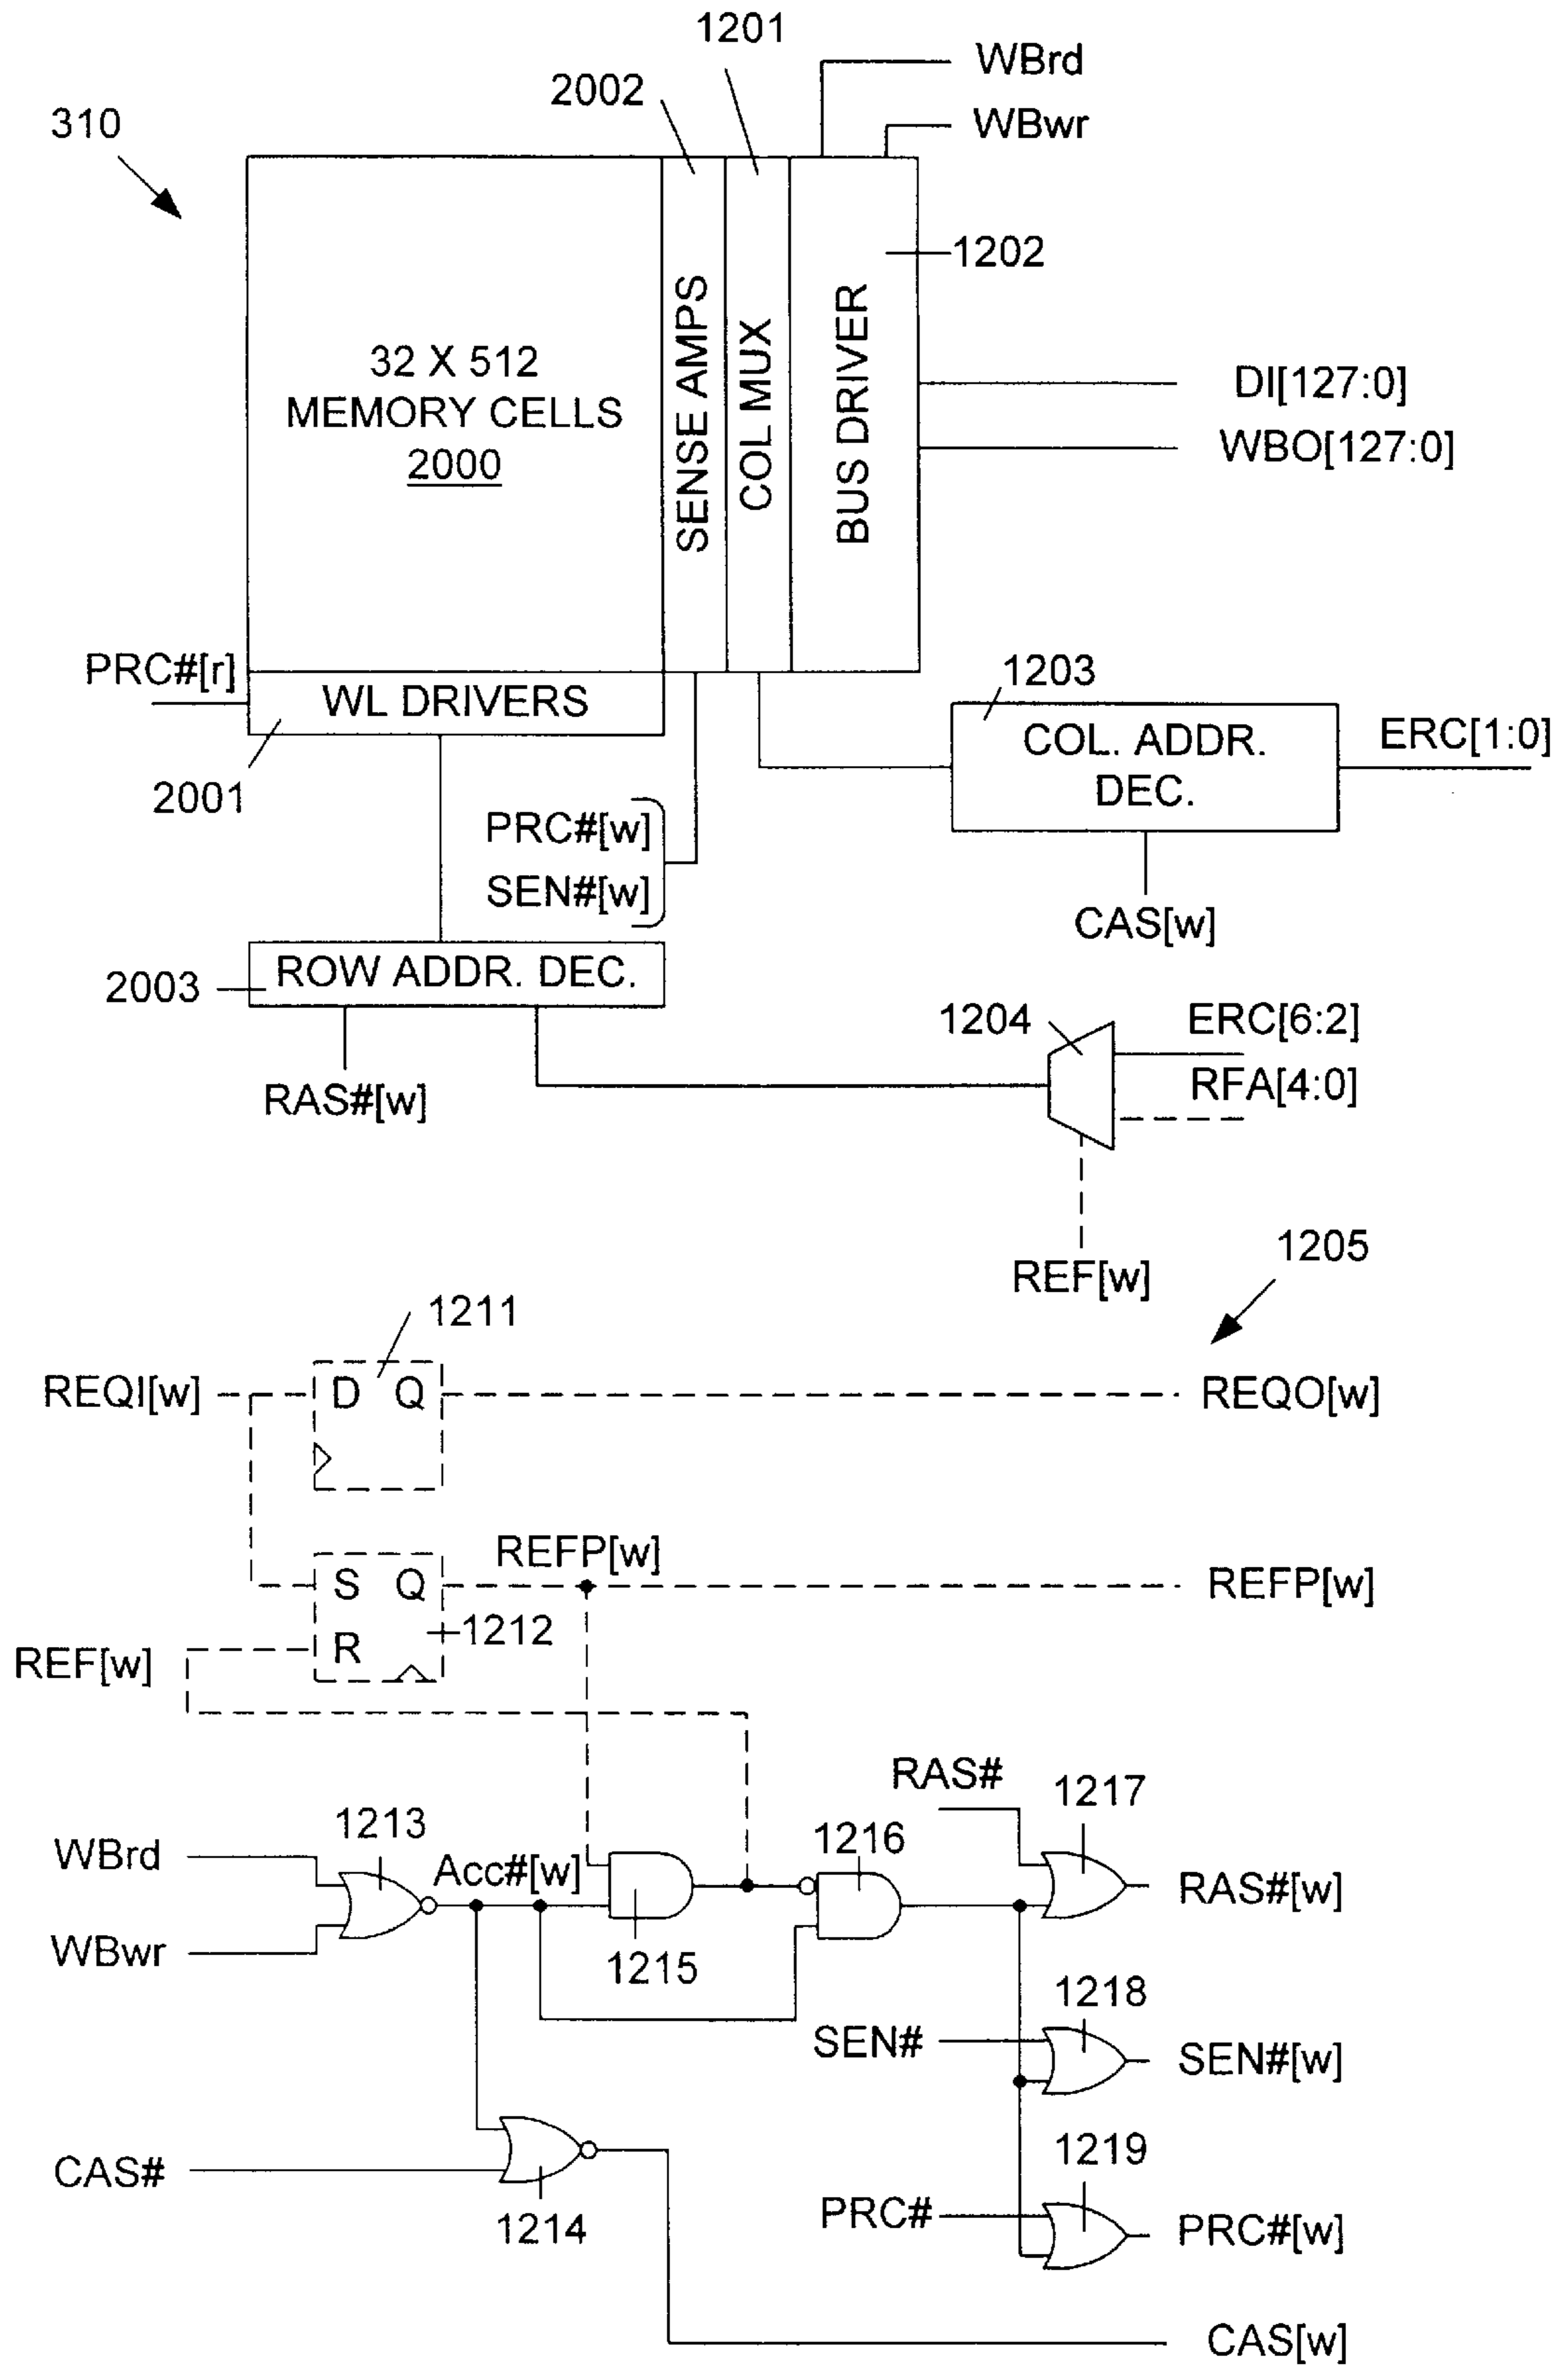 1201
WBrd
2002
WBwr
310
1202
32 X 512
MEMORY CELLS
2000
SENSE AMPS
COL MUX
BUS DRIVER
DI[127:0]
WBO[127:0]
PRC#[r]
WL DRIVERS
2001
1203
COL. ADDR.
DEC.
ERC[1:0]
PRC#[w]
SEN#[w]
CAS[w]
2003
ROW ADDR. DEC.
1204
ERC[6:2]
RFA[4:0]
RAS#[w]
REF[w]
1205
1211
REQI[w]
D Q
REQO[w]
REFP[w]
S Q
R
1212
REFP[w]
REF[w]
RAS#
1217
1213
1216
WBrd
Acc#[w]
RAS#[w]
WBwr
1215
1218
SEN#
SEN#[w]
1219
CAS#
1214
PRC#
PRC#[w]
CAS[w]